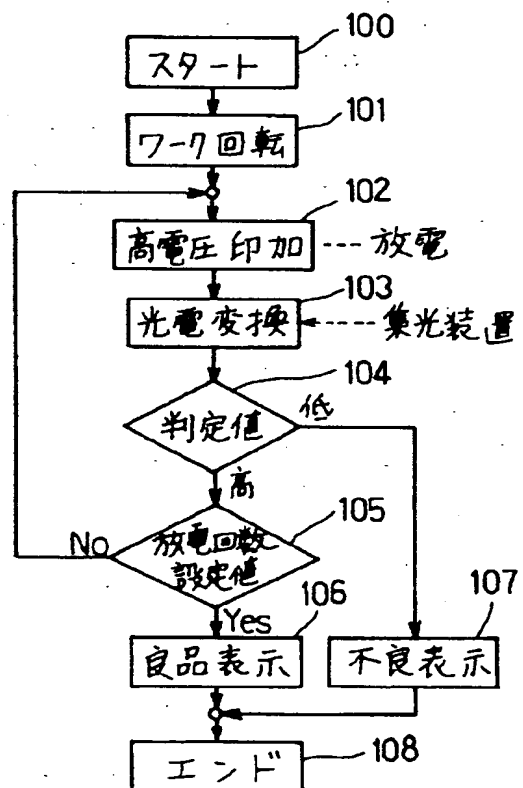 100
スタート
101
ワーク回転
102
高電圧印加
放電
103
光電変換
集光装置
104
判定値
低
高
105
放電回数
設定値
No
Yes
106
107
良品表示
不良表示
108
エンド